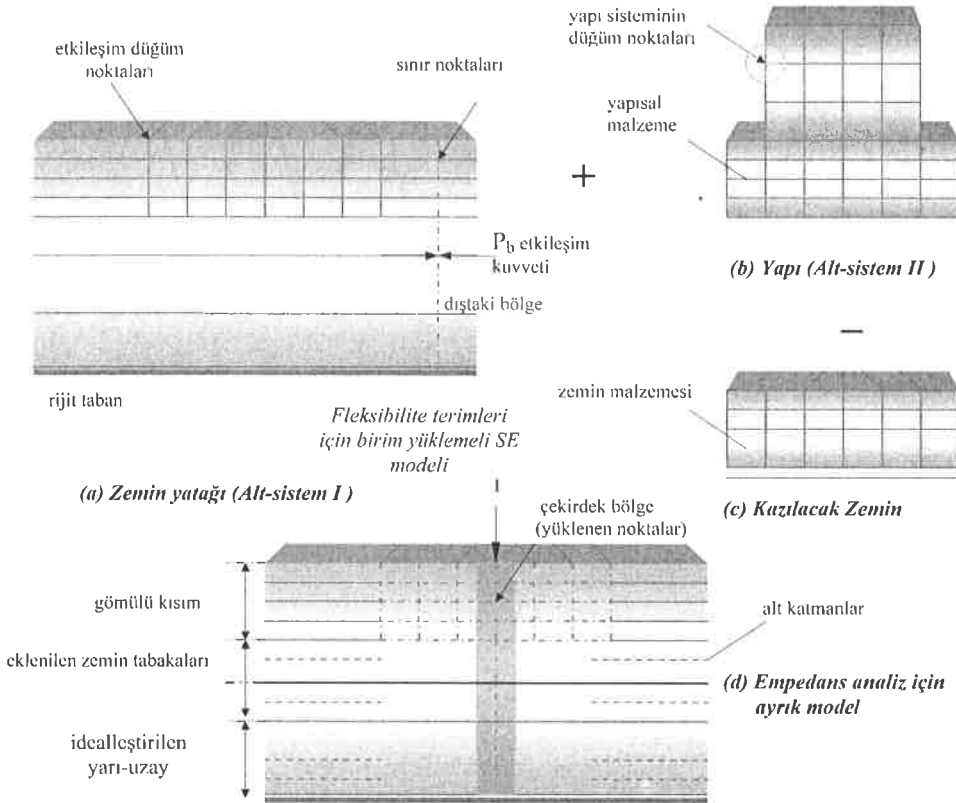 etkileşim düğüm
noktaları
sınır noktaları
P_b etkileşim
kuvveti
dıştaki bölge
rijit taban
(a) Zemin yatağı (Alt-sistem I )
+
yapı sisteminin
düğüm noktaları
yapısal
malzeme
(b) Yapı (Alt-sistem II )
−
zemin malzemesi
(c) Kazılacak Zemin
Fleksibilite terimleri
için birim yüklemeli SE
modeli
1
çekirdek bölge
(yüklenen noktalar)
gömülü kısım
eklenilen zemin tabakaları
idealleştirilen
yarı-uzay
alt katmanlar
(d) Empedans analiz için
ayrık model